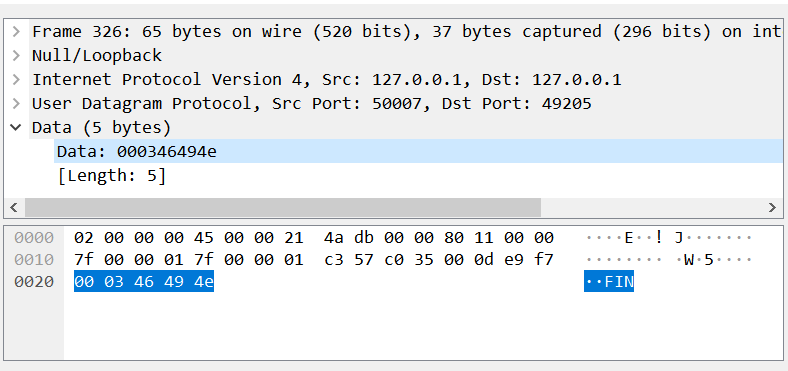 Frame 326: 65 bytes on wire (520 bits), 37 bytes captured (296 bits) on int
Null/Loopback
Internet Protocol Version 4, Src: 127.0.0.1, Dst: 127.0.0.1
User Datagram Protocol, Src Port: 50007, Dst Port: 49205
Data (5 bytes)
Data: 000346494e
[Length: 5]
0000 02 00 00 00 45 00 00 21 4a db 00 00 80 11 00 00 ····E··! J·······
0010 7f 00 00 01 7f 00 00 01 c3 57 c0 35 00 0d e9 f7 ········ ·W·5····
0020 00 03 46 49 4e ··FIN